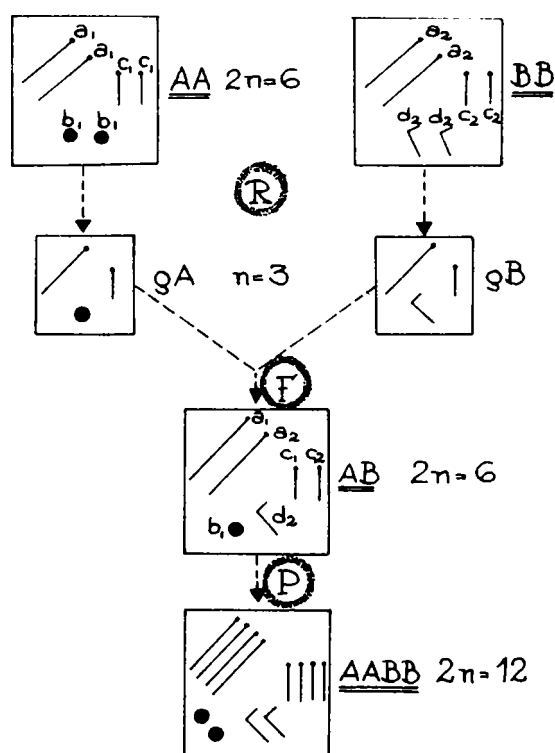 a₁ a₁ c₁ c₁
b₁ b₁
AA 2n=6
a₂ a₂
d₂ d₂ c₂ c₂
BB
R
gA n=3
gB
F
a₁ a₂
c₁ c₂
b₁ d₂
AB 2n=6
P
AABB 2n=12